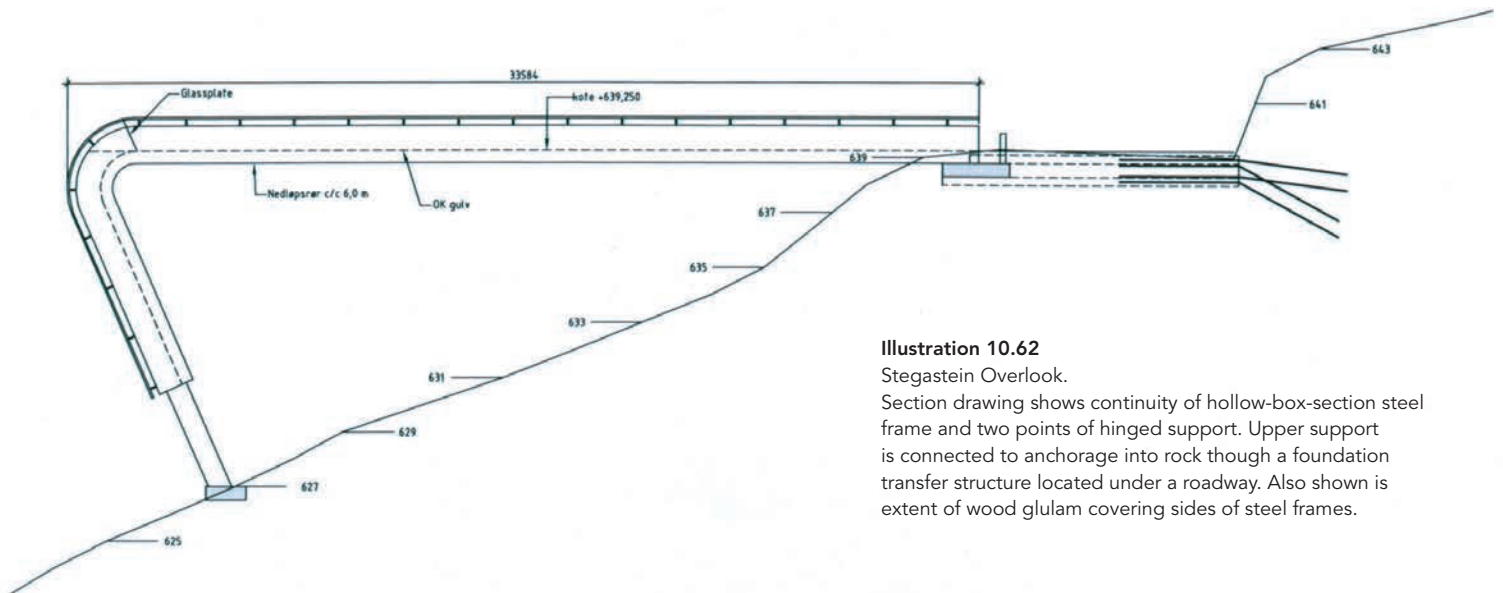 643
33584
Glassplate
kote +639,250
641
639
Nedløpsrør c/c 6,0 m
OK gulv
637
635
633
631
629
627
625
Illustration 10.62
Stegastein Overlook.
Section drawing shows continuity of hollow-box-section steel
frame and two points of hinged support. Upper support
is connected to anchorage into rock though a foundation
transfer structure located under a roadway. Also shown is
extent of wood glulam covering sides of steel frames.